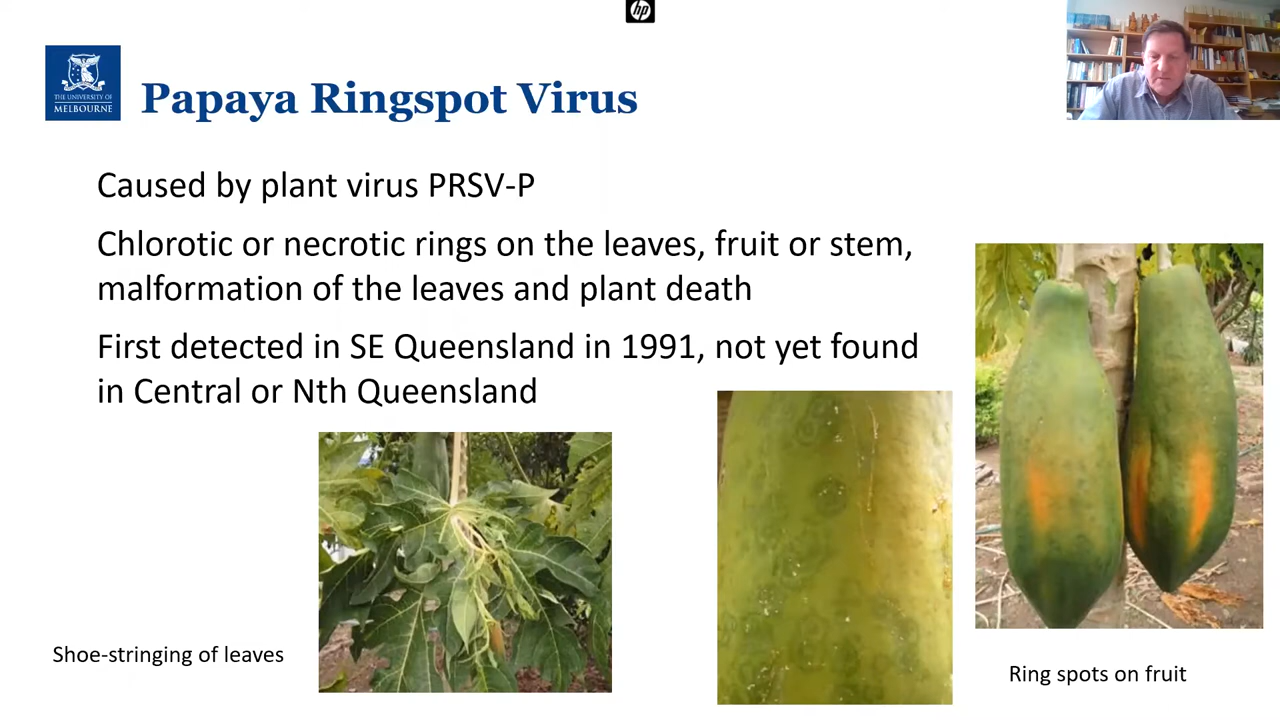 hp
THE UNIVERSITY OF
MELBOURNE
Papaya Ringspot Virus
Caused by plant virus PRSV-P
Chlorotic or necrotic rings on the leaves, fruit or stem,
malformation of the leaves and plant death
First detected in SE Queensland in 1991, not yet found
in Central or Nth Queensland
Shoe-stringing of leaves
Ring spots on fruit